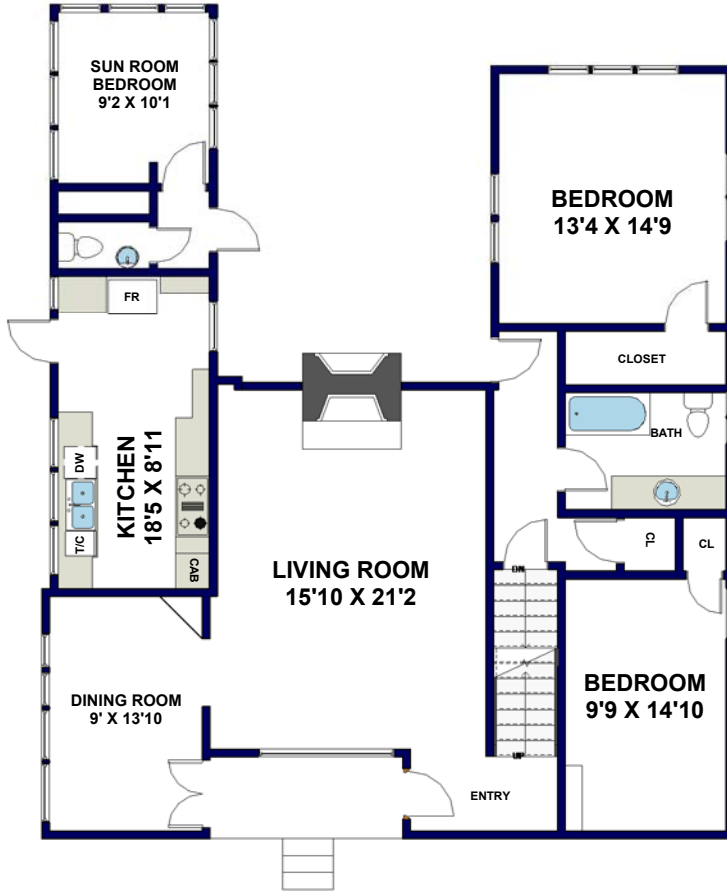 SUN ROOM
BEDROOM
9'2 X 10'1
BEDROOM
13'4 X 14'9
FR
CLOSET
BATH
KITCHEN
18'5 X 8'11
DW
T/C
CAB
CL
CL
DN
LIVING ROOM
15'10 X 21'2
BEDROOM
9'9 X 14'10
DINING ROOM
9' X 13'10
UP
ENTRY